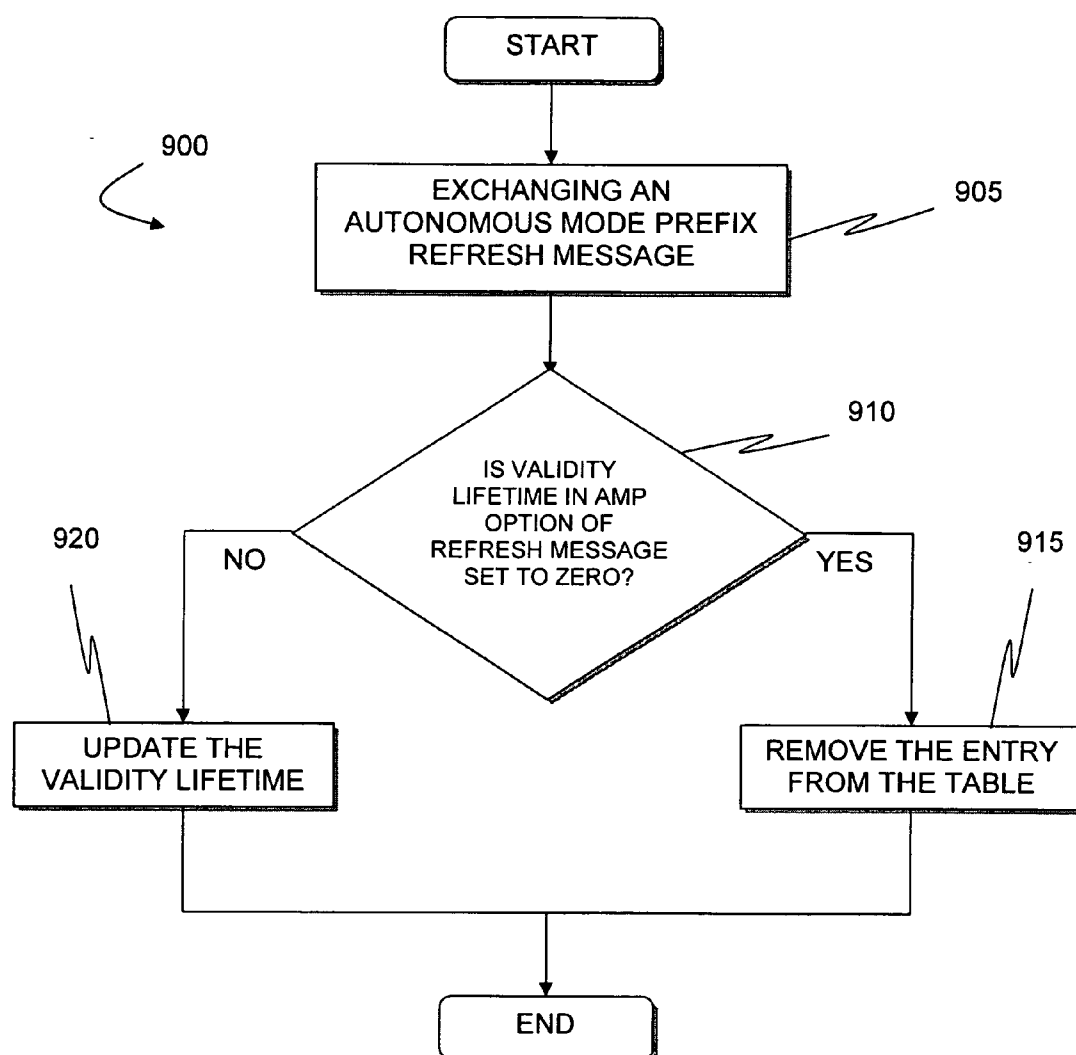 START
900
EXCHANGING AN
AUTONOMOUS MODE PREFIX
REFRESH MESSAGE
905
910
IS VALIDITY
LIFETIME IN AMP
OPTION OF
REFRESH MESSAGE
SET TO ZERO?
920
NO
YES
915
UPDATE THE
VALIDITY LIFETIME
REMOVE THE ENTRY
FROM THE TABLE
END